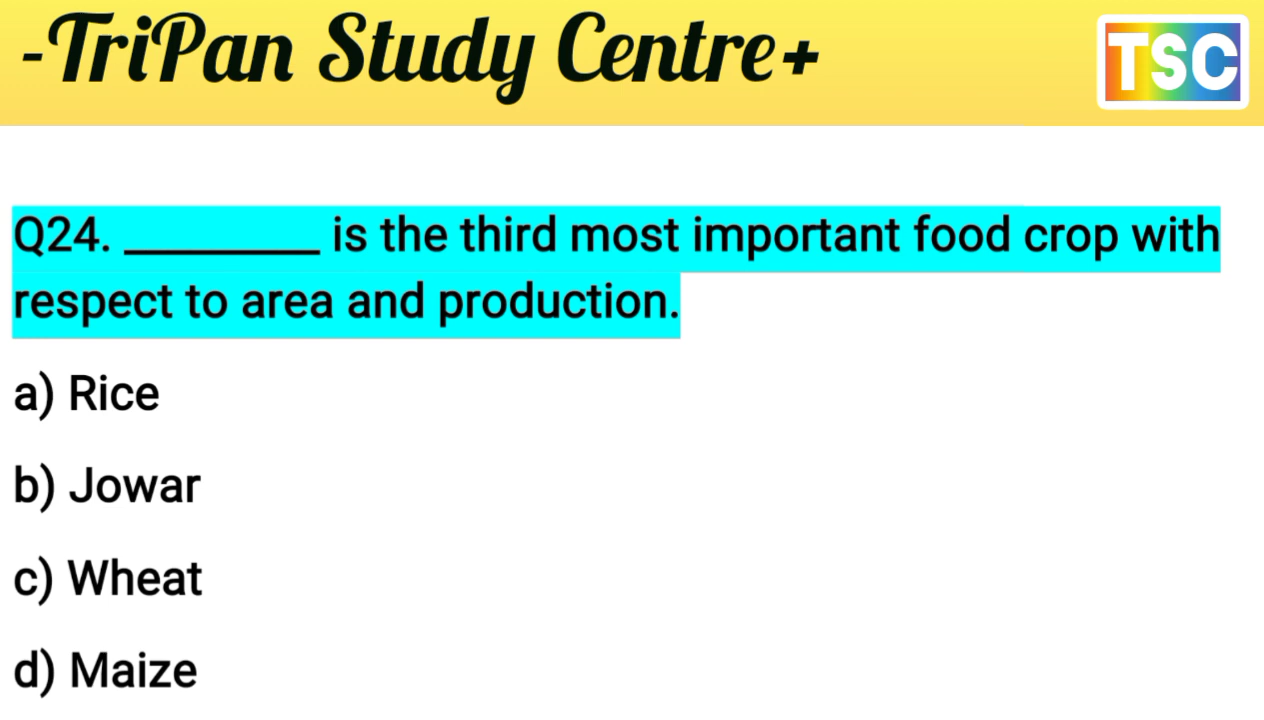 -TriPan Study Centre+
TSC
Q24. _________ is the third most important food crop with
respect to area and production.
a) Rice
b) Jowar
c) Wheat
d) Maize